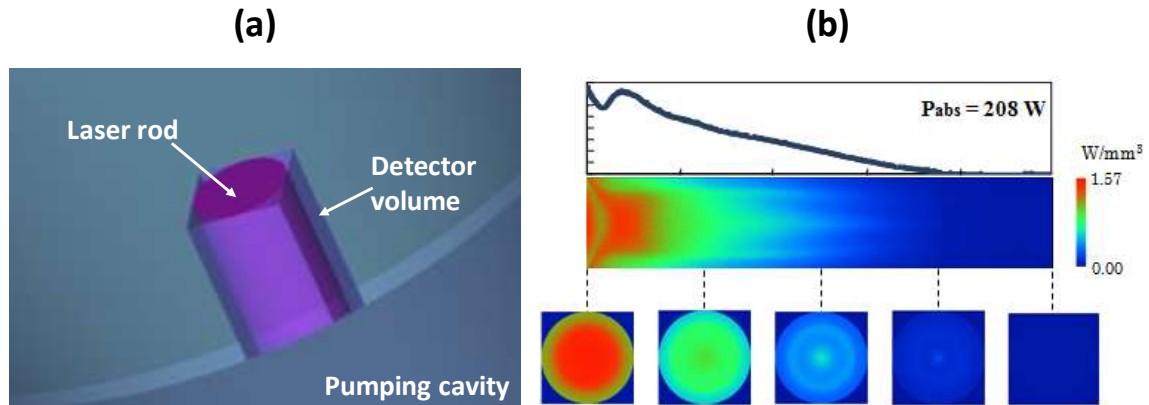 (a)
(b)
Laser rod
Detector
volume
Pumping cavity
Pabs = 208 W
W/mm³
1.57
0.00